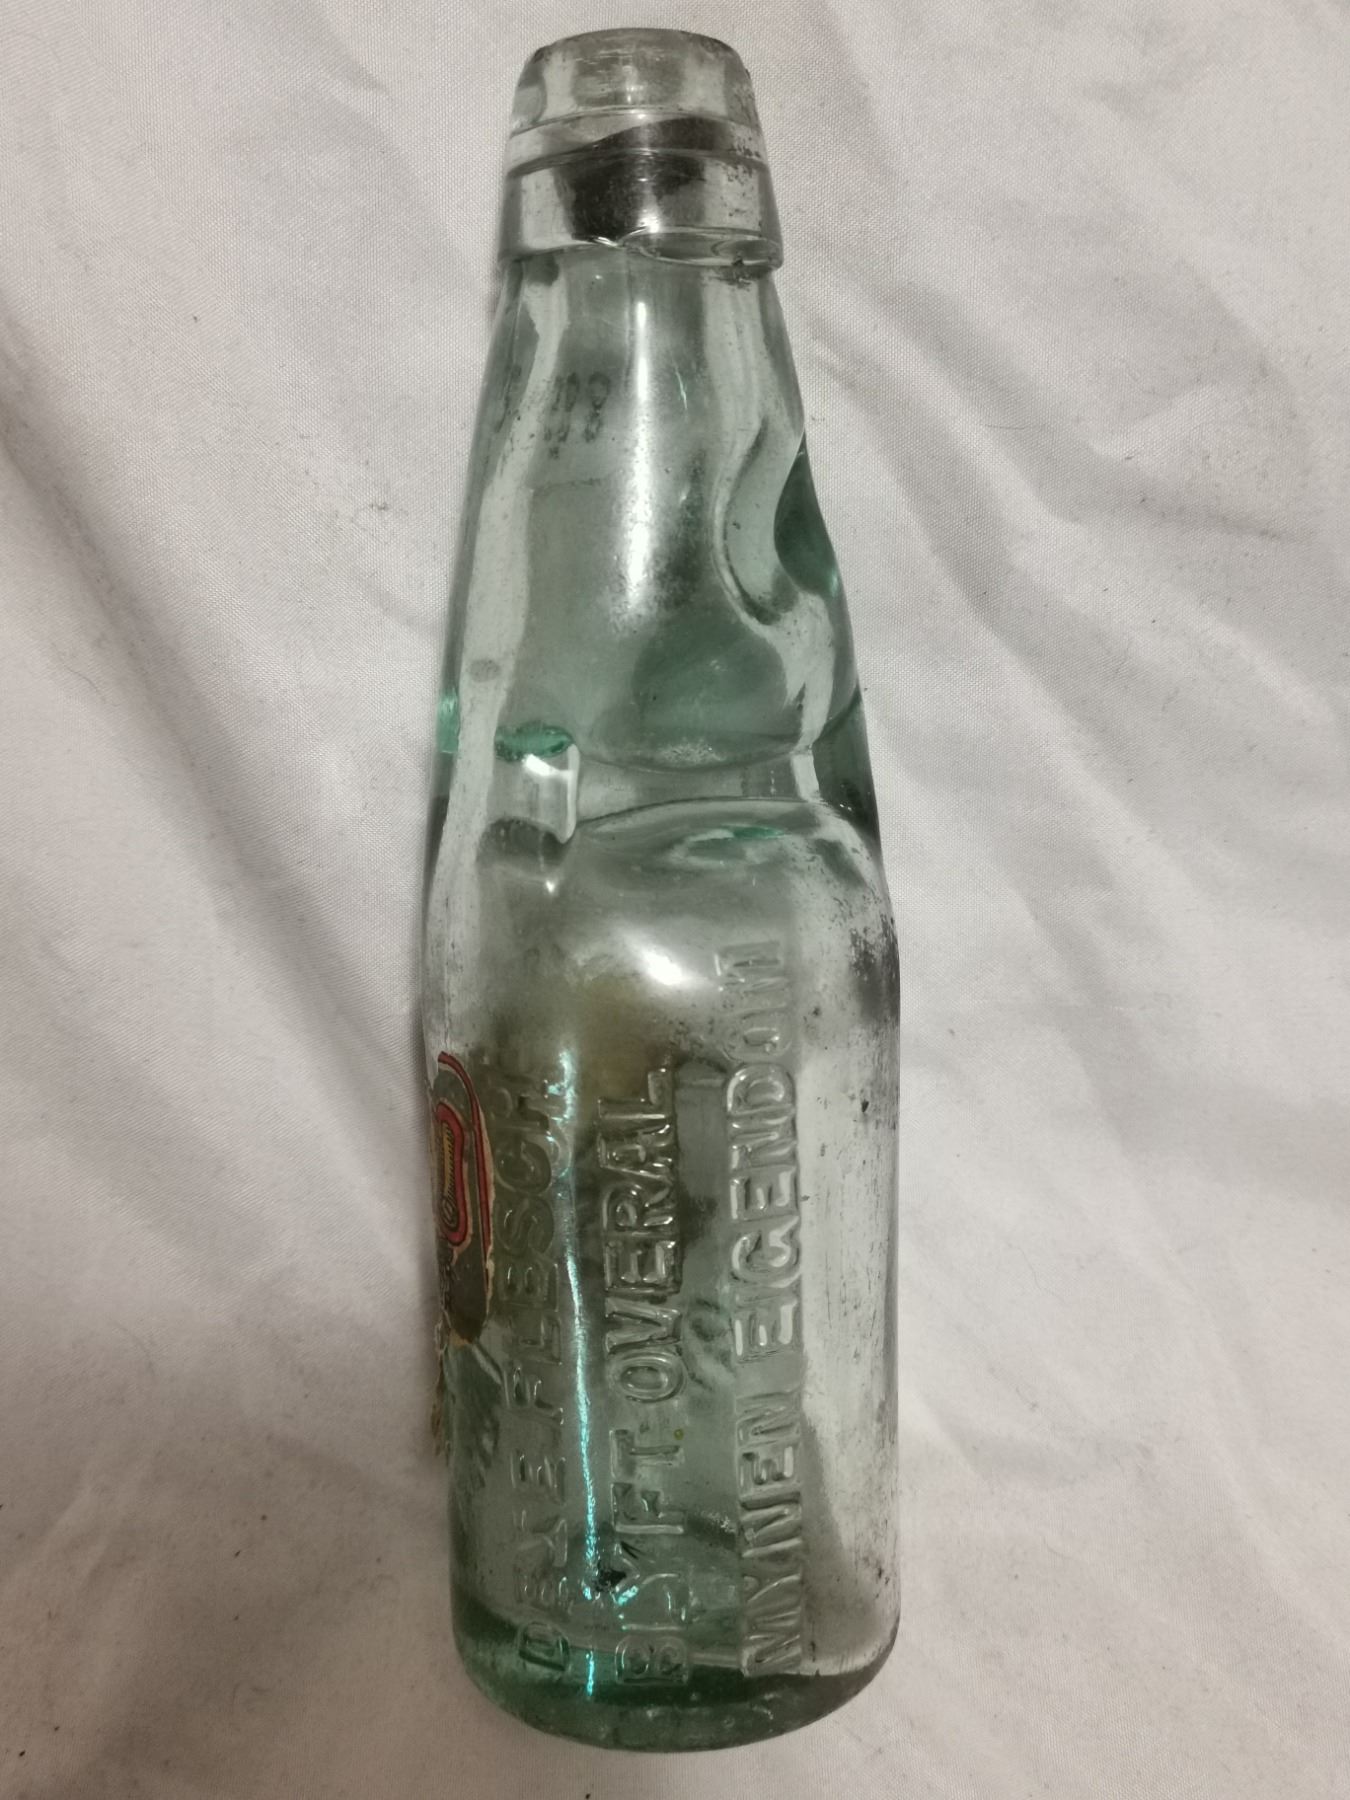 DEZE FLESCH
BLYFT OVERAL
MYNEN EIGENDOM